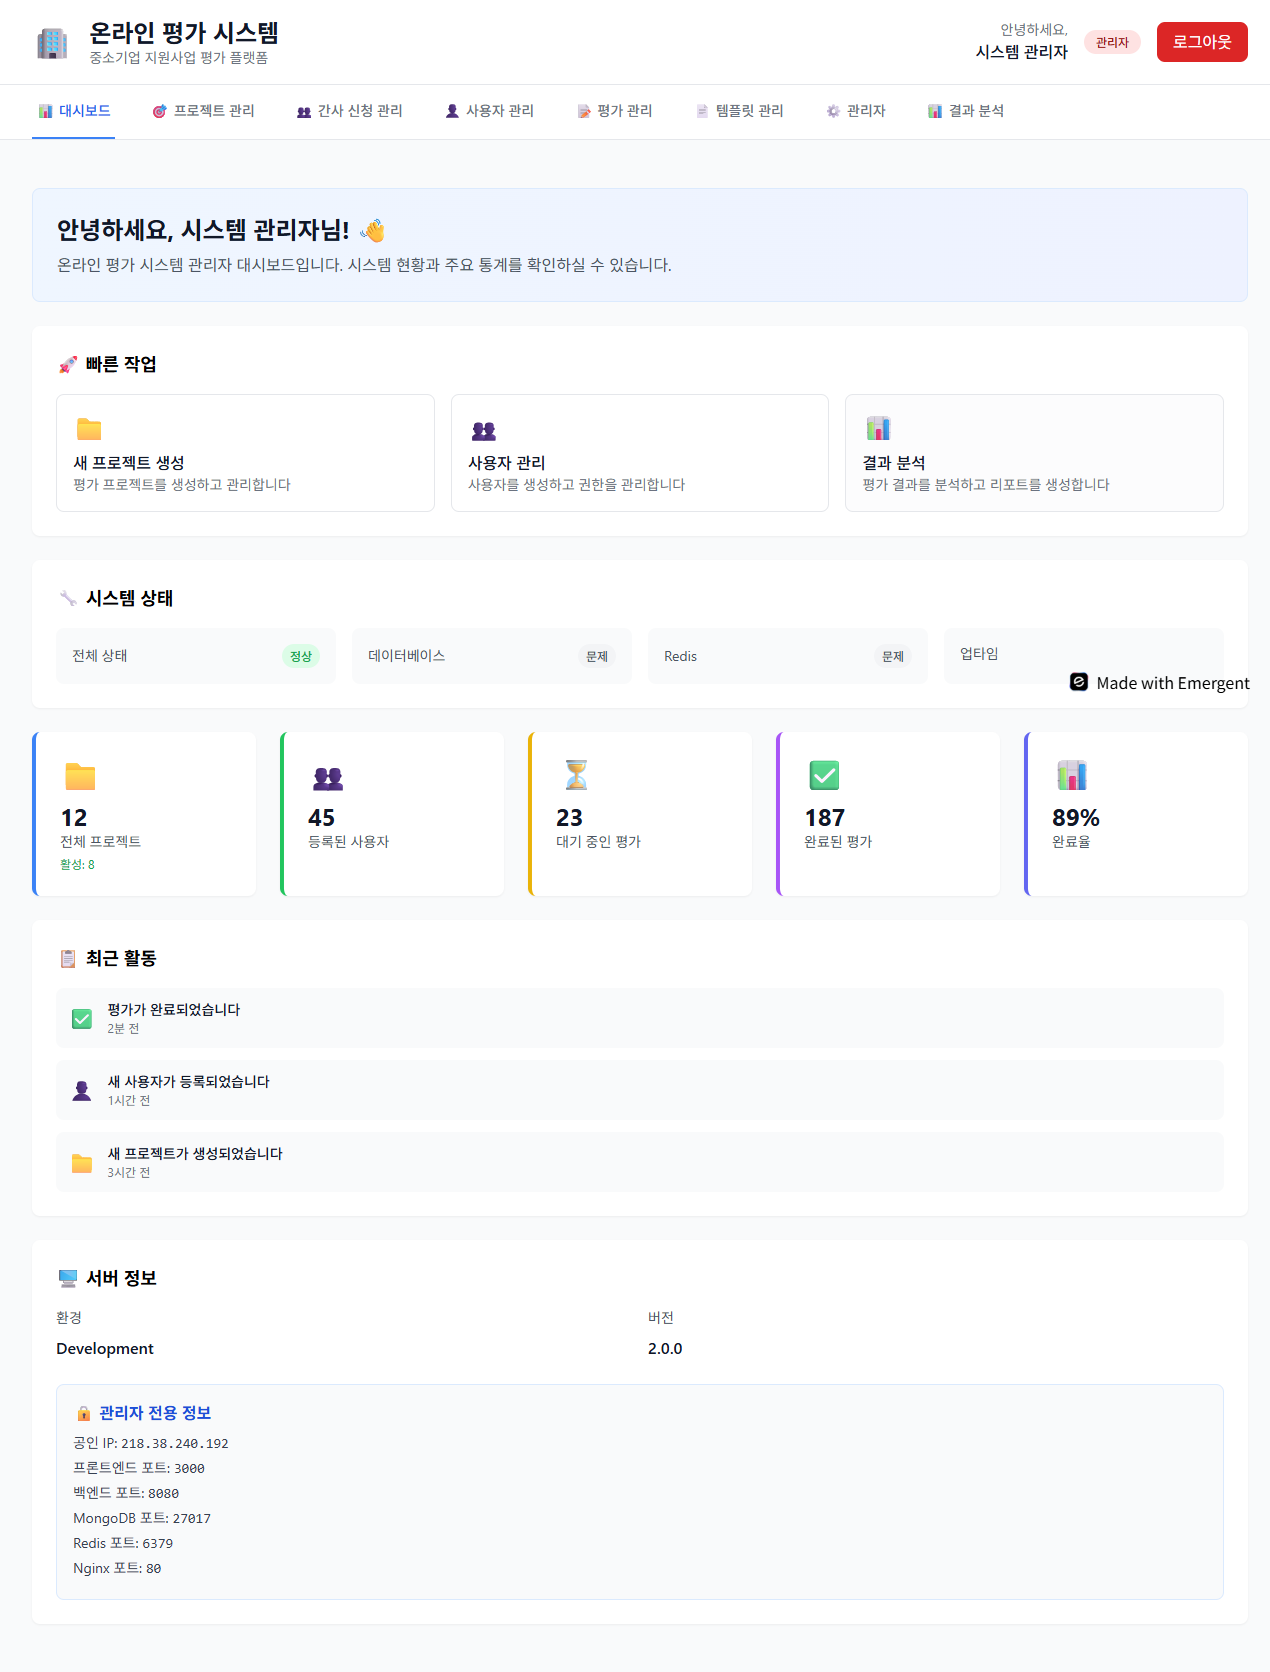 온라인 평가 시스템
중소기업 지원사업 평가 플랫폼
안녕하세요,
시스템 관리자
관리자
로그아웃
대시보드
프로젝트 관리
간사 신청 관리
사용자 관리
평가 관리
템플릿 관리
관리자
결과 분석
안녕하세요, 시스템 관리자님!
온라인 평가 시스템 관리자 대시보드입니다. 시스템 현황과 주요 통계를 확인하실 수 있습니다.
빠른 작업
새 프로젝트 생성
평가 프로젝트를 생성하고 관리합니다
사용자 관리
사용자를 생성하고 권한을 관리합니다
결과 분석
평가 결과를 분석하고 리포트를 생성합니다
시스템 상태
전체 상태
정상
데이터베이스
문제
Redis
문제
업타임
Made with Emergent
12
전체 프로젝트
활성: 8
45
등록된 사용자
23
대기 중인 평가
187
완료된 평가
89%
완료율
최근 활동
평가가 완료되었습니다
2분 전
새 사용자가 등록되었습니다
1시간 전
새 프로젝트가 생성되었습니다
3시간 전
서버 정보
환경
Development
버전
2.0.0
관리자 전용 정보
공인 IP: 218.38.240.192
프론트엔드 포트: 3000
백엔드 포트: 8080
MongoDB 포트: 27017
Redis 포트: 6379
Nginx 포트: 80